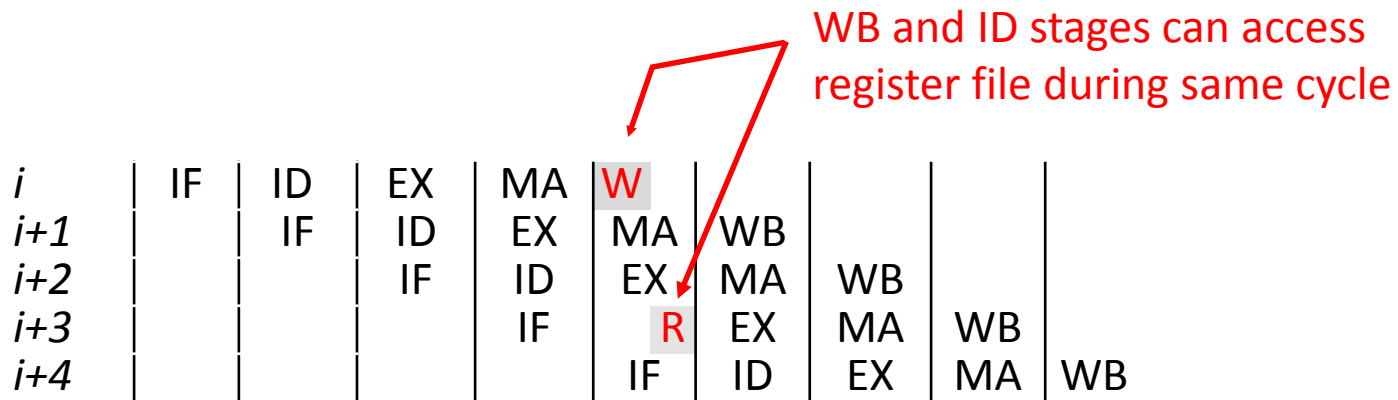 WB and ID stages can access
register file during same cycle
i IF ID EX MA W
i+1 IF ID EX MA WB
i+2 IF ID EX MA WB
i+3 IF R EX MA WB
i+4 IF ID EX MA WB